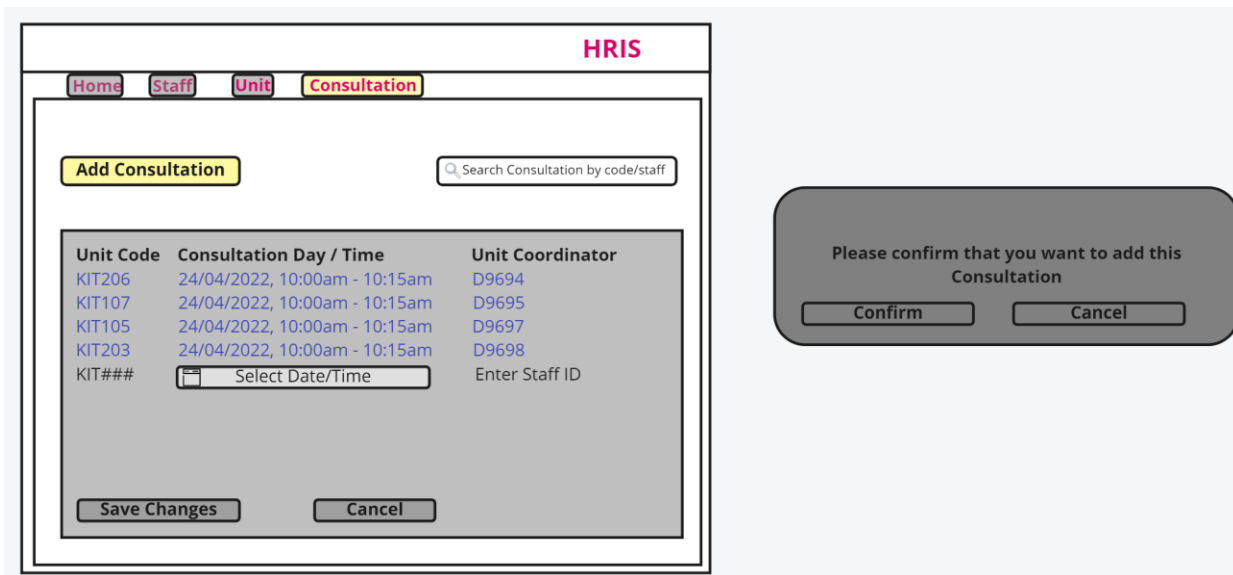 HRIS
Home Staff Unit Consultation
Add Consultation
Search Consultation by code/staff
Unit Code Consultation Day / Time Unit Coordinator
KIT206 24/04/2022, 10:00am - 10:15am D9694
KIT107 24/04/2022, 10:00am - 10:15am D9695
KIT105 24/04/2022, 10:00am - 10:15am D9697
KIT203 24/04/2022, 10:00am - 10:15am D9698
KIT### Select Date/Time Enter Staff ID
Save Changes Cancel
Please confirm that you want to add this
Consultation
Confirm Cancel